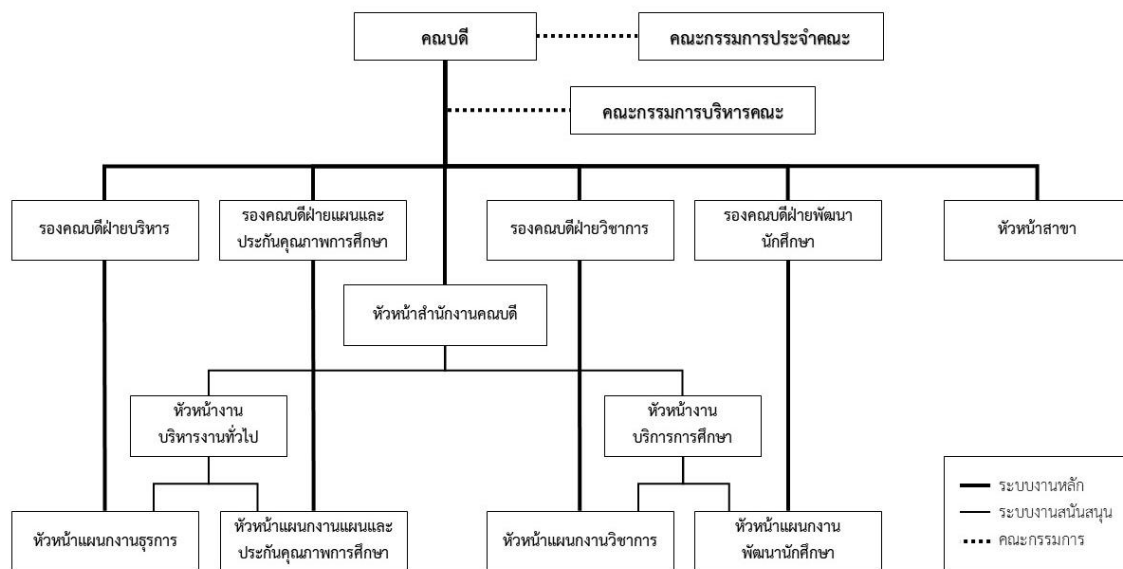 คณบดี
คณะกรรมการประจำคณะ
คณะกรรมการบริหารคณะ
รองคณบดีฝ่ายบริหาร
รองคณบดีฝ่ายแผนและ
ประกันคุณภาพการศึกษา
รองคณบดีฝ่ายวิชาการ
รองคณบดีฝ่ายพัฒนา
นักศึกษา
หัวหน้าสาขา
หัวหน้าสำนักงานคณบดี
หัวหน้างาน
บริหารงานทั่วไป
หัวหน้างาน
บริการการศึกษา
หัวหน้าแผนกงานธุรการ
หัวหน้าแผนกงานแผนและ
ประกันคุณภาพการศึกษา
หัวหน้าแผนกงานวิชาการ
หัวหน้าแผนกงาน
พัฒนานักศึกษา
ระบบงานหลัก
ระบบงานสนันสนุน
คณะกรรมการ